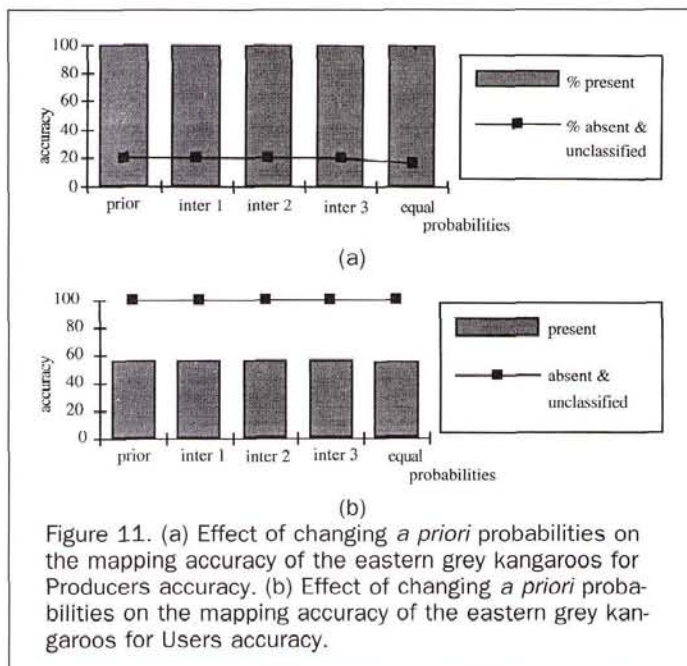 100
80
60
40
20
0
accuracy
prior inter 1 inter 2 inter 3 equal
probabilities
% present
% absent &
unclassified
(a)
100
80
60
40
20
0
accuracy
prior inter 1 inter 2 inter 3 equal
probabilities
present
absent &
unclassified
(b)
Figure 11. (a) Effect of changing a priori probabilities on
the mapping accuracy of the eastern grey kangaroos for
Producers accuracy. (b) Effect of changing a priori proba-
bilities on the mapping accuracy of the eastern grey kan-
garoos for Users accuracy.